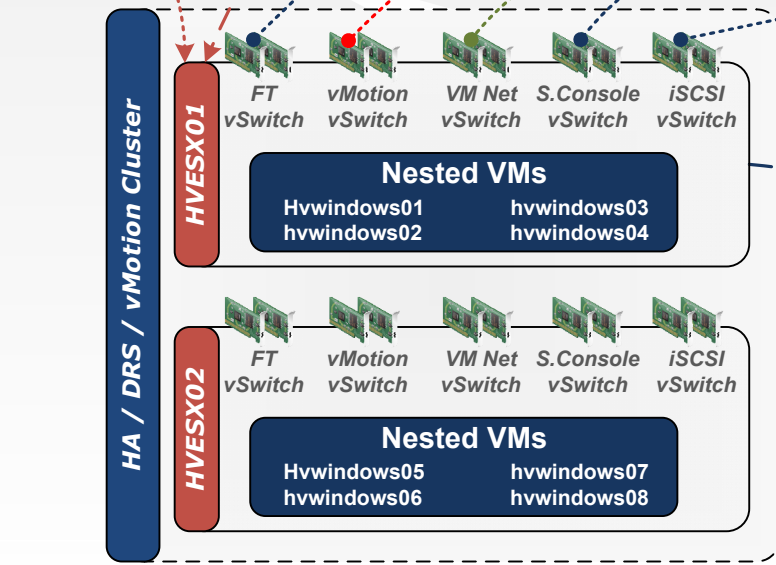 HA / DRS / vMotion Cluster
HVESX01
FT vMotion VM Net S.Console iSCSI
vSwitch vSwitch vSwitch vSwitch vSwitch
Nested VMs
Hvwindows01 hvwindows03
hvwindows02 hvwindows04
HVESX02
FT vMotion VM Net S.Console iSCSI
vSwitch vSwitch vSwitch vSwitch vSwitch
Nested VMs
Hvwindows05 hvwindows07
hvwindows06 hvwindows08